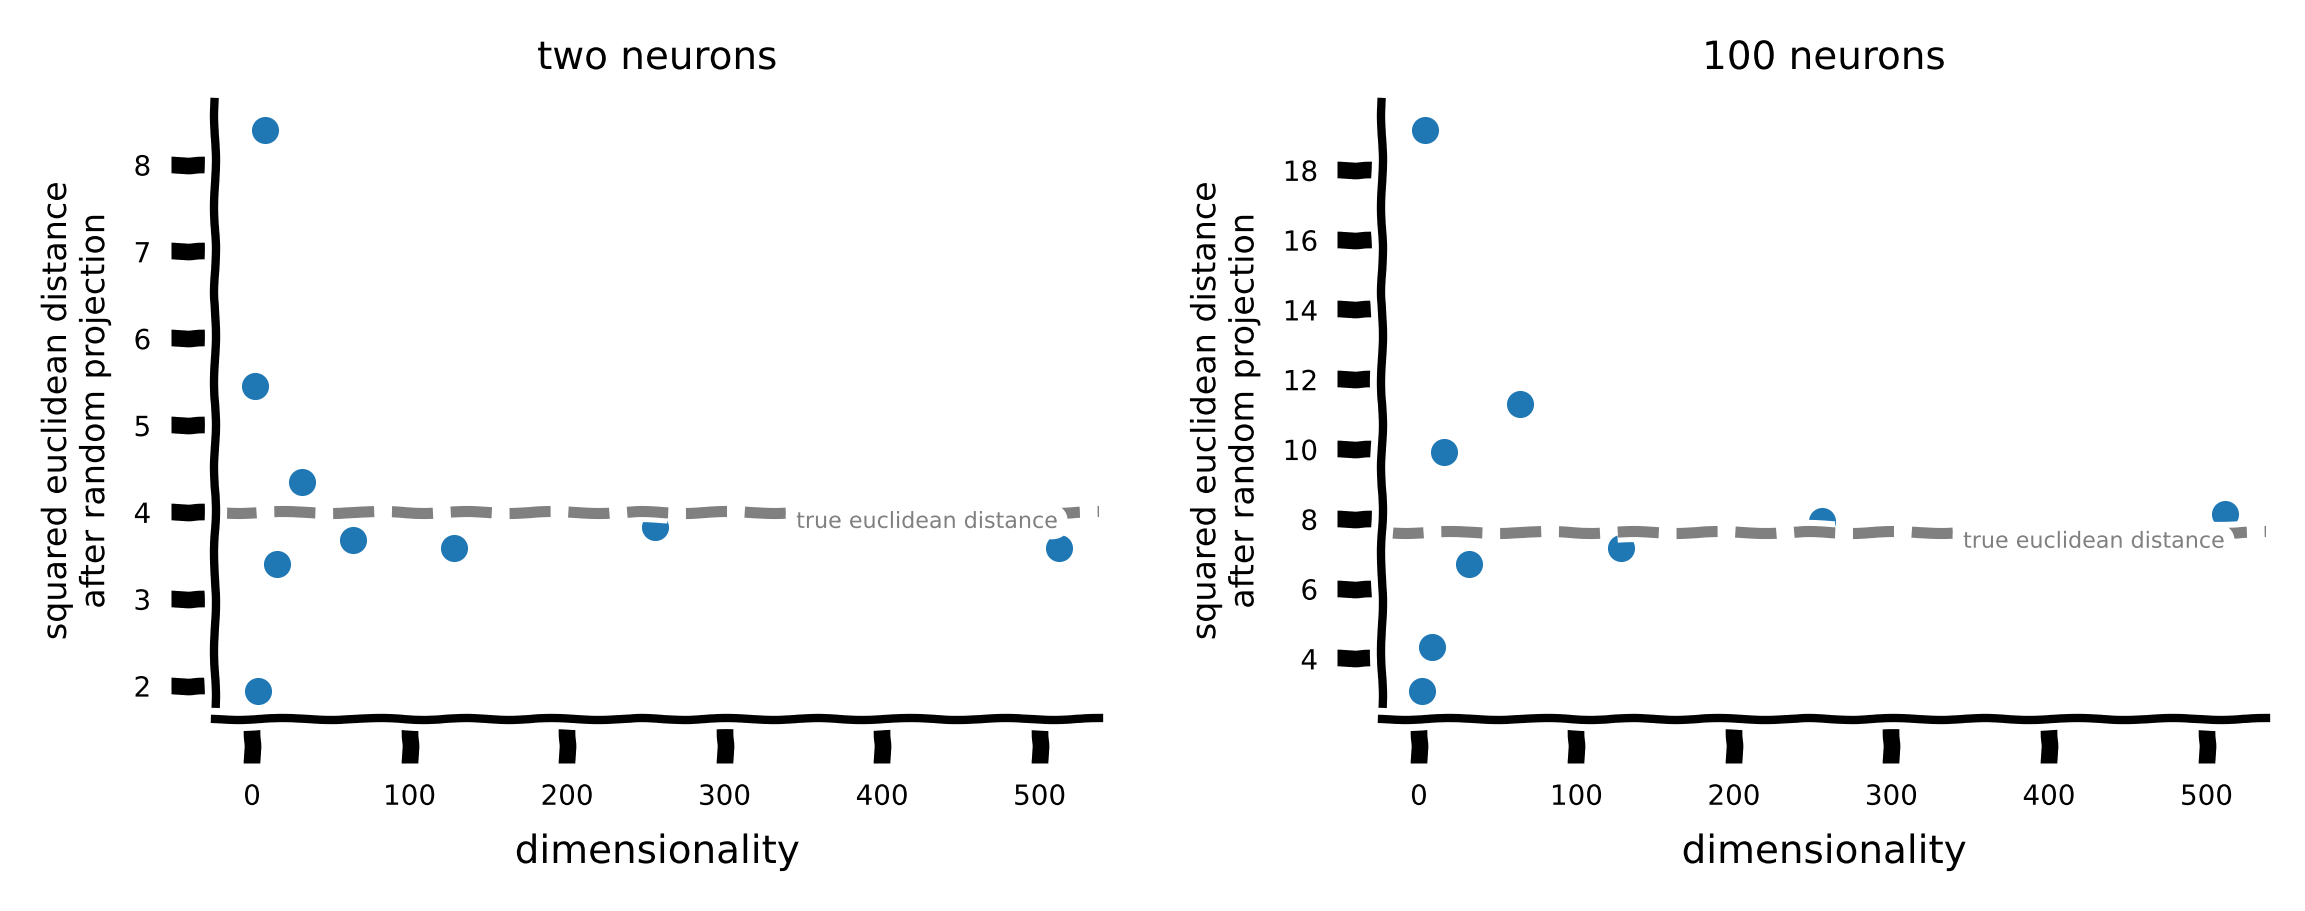 two neurons
squared euclidean distance
after random projection
8
7
6
5
4
3
2
true euclidean distance
0 100 200 300 400 500
dimensionality
100 neurons
squared euclidean distance
after random projection
18
16
14
12
10
8
6
4
true euclidean distance
0 100 200 300 400 500
dimensionality